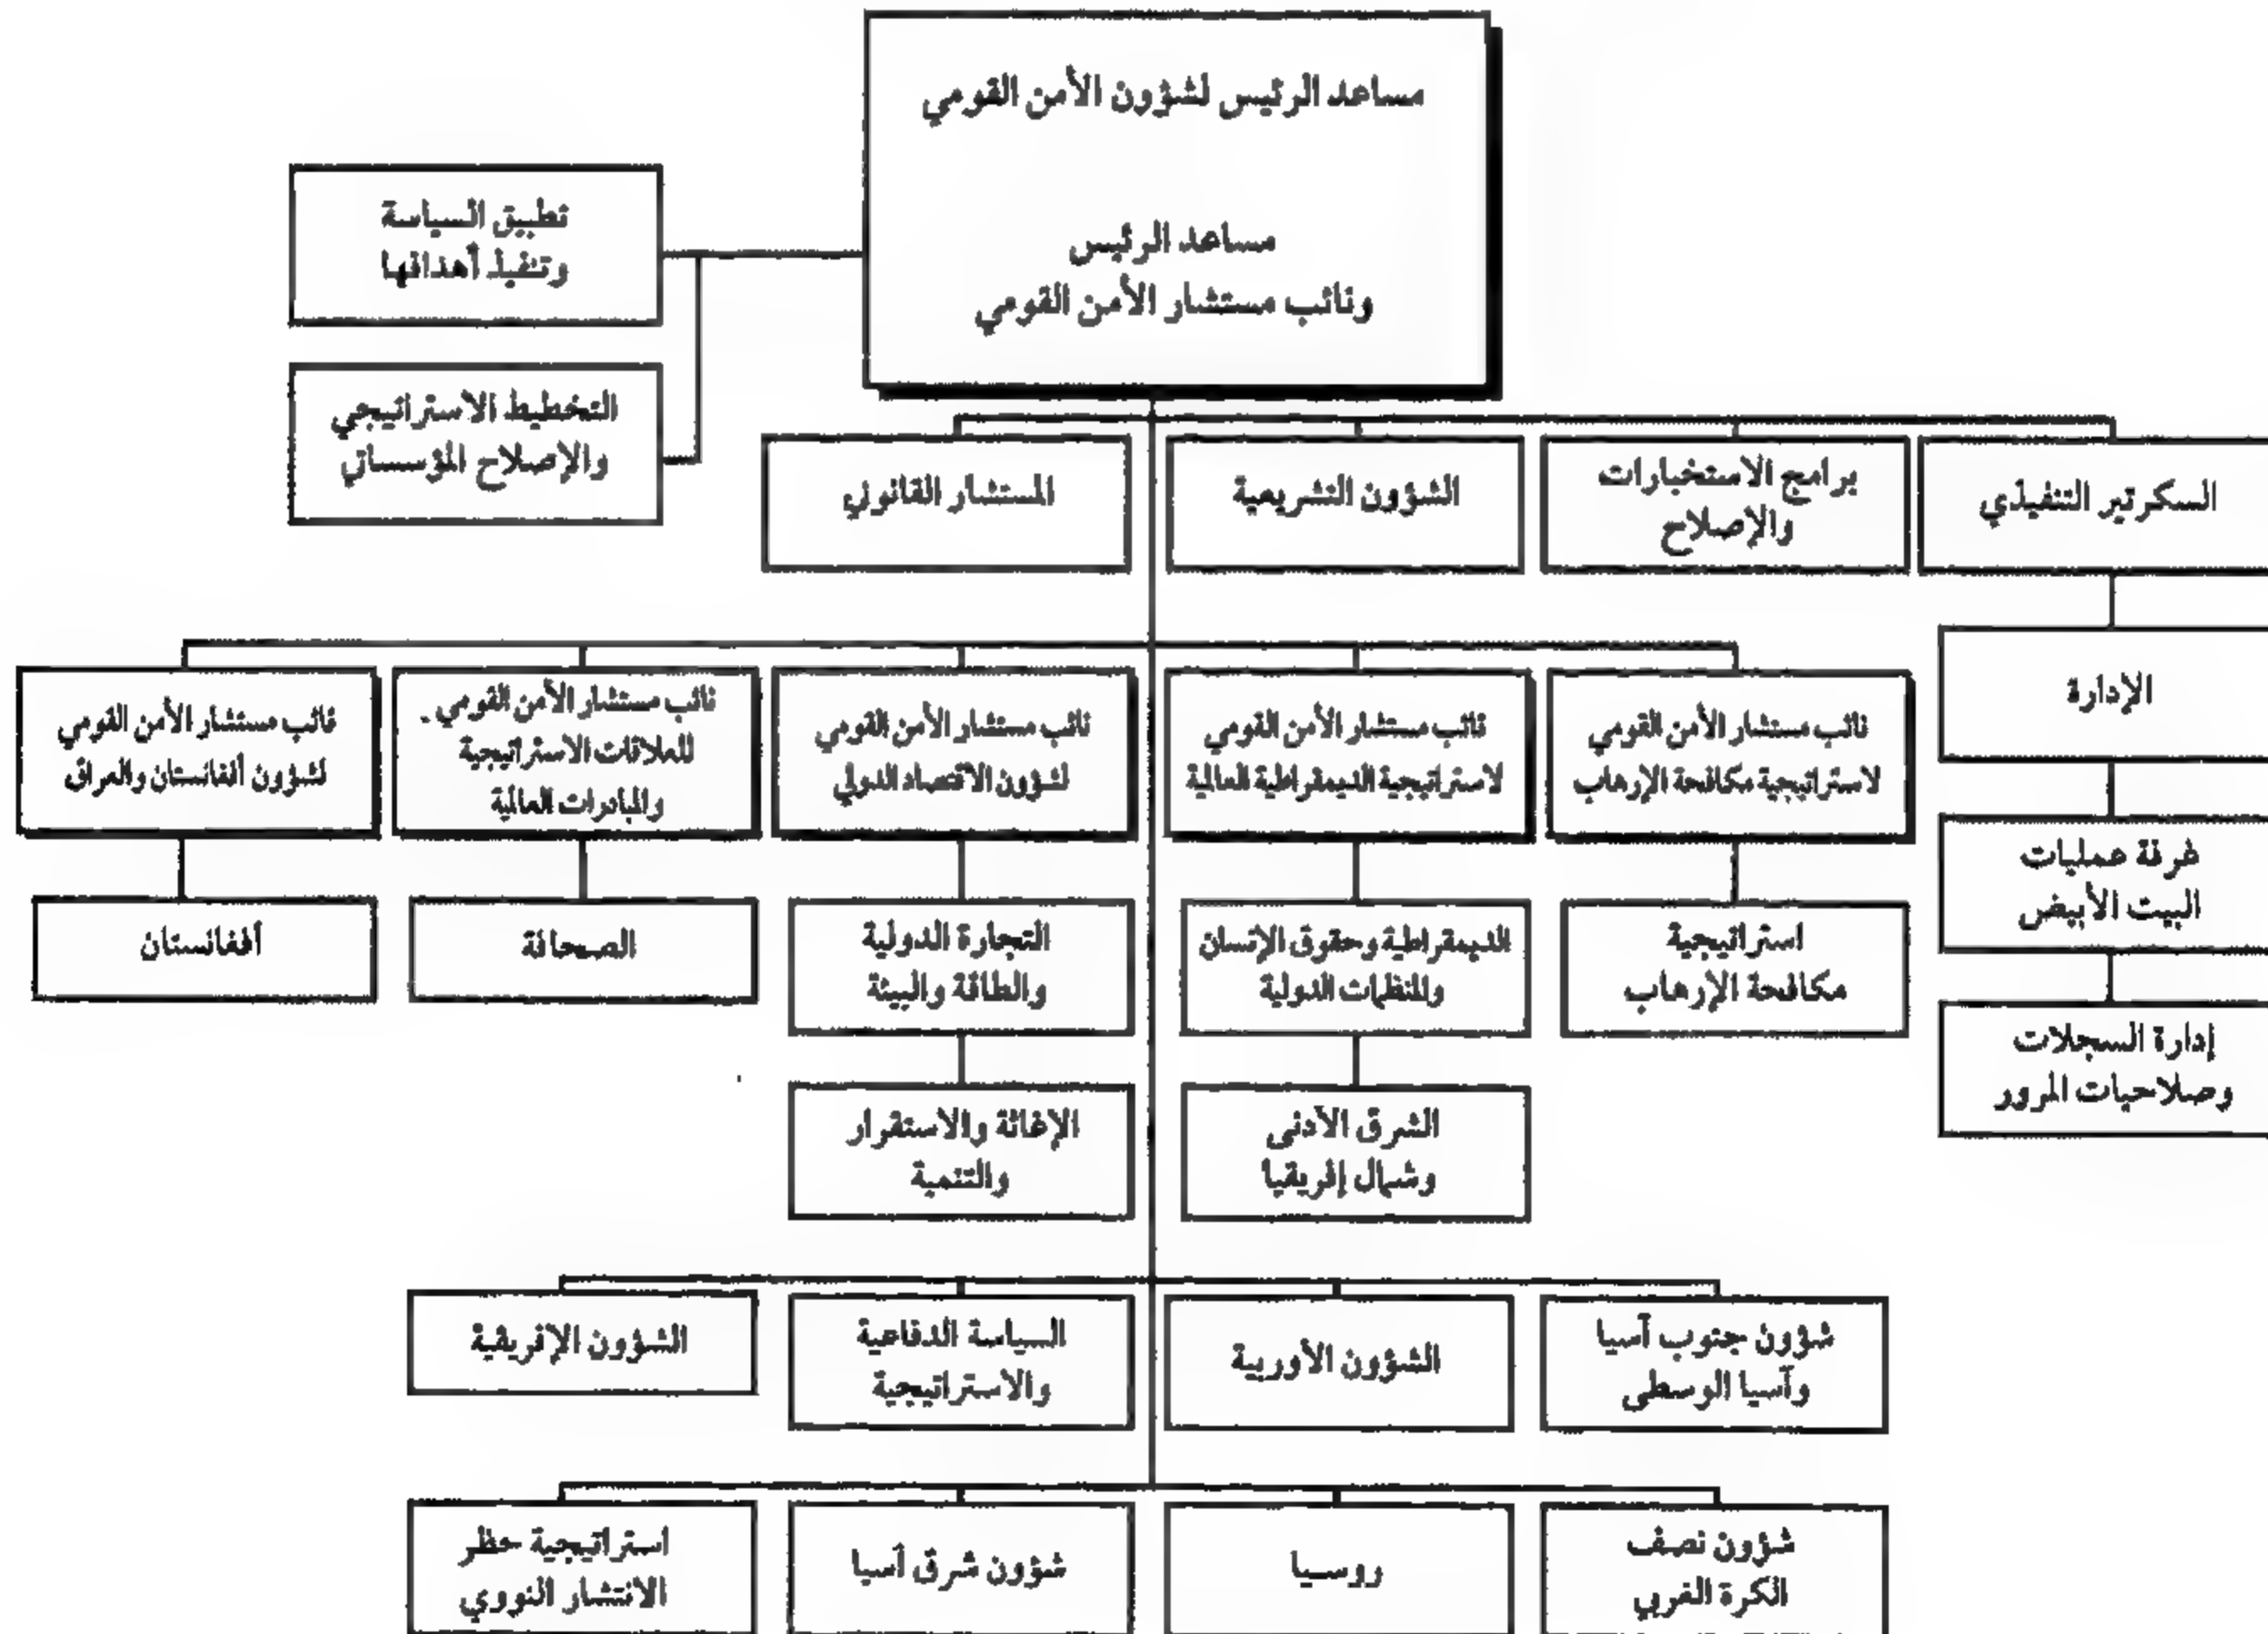 مساعد الرئيس لشؤون الأمن القومي
مساعد الرئيس
ونائب مستشار الأمن القومي
تطبيق السياسة
وتنفيذ أهدافها
التخطيط الاستراتيجي
والإصلاح المؤسساتي
السكرتير التنفيذي
برامج الاستخبارات
والإصلاح
الشؤون التشريعية
المستشار القانوني
الإدارة
غرفة عمليات
البيت الأبيض
إدارة السجلات
وصلاحيات المرور
نائب مستشار الأمن القومي
لاستراتيجية مكافحة الإرهاب
نائب مستشار الأمن القومي
لاستراتيجية الديمقراطية العالمية
نائب مستشار الأمن القومي
لشؤون الاقتصاد الدولي
نائب مستشار الأمن القومي
للعلاقات الاستراتيجية
والمبادرات العالمية
نائب مستشار الأمن القومي
لشؤون أفغانستان والعراق
استراتيجية
مكافحة الإرهاب
الديمقراطية وحقوق الإنسان
والمنظمات الدولية
التجارة الدولية
والطاقة والبيئة
الصحافة
أفغانستان
الشرق الأدنى
وشمال إفريقيا
الإغاثة والاستقرار
والتنمية
شؤون جنوب آسيا
وآسيا الوسطى
الشؤون الأوربية
السياسة الدفاعية
والاستراتيجية
الشؤون الإفريقية
شؤون نصف
الكرة الغربي
روسيا
شؤون شرق آسيا
استراتيجية حظر
الانتشار النووي